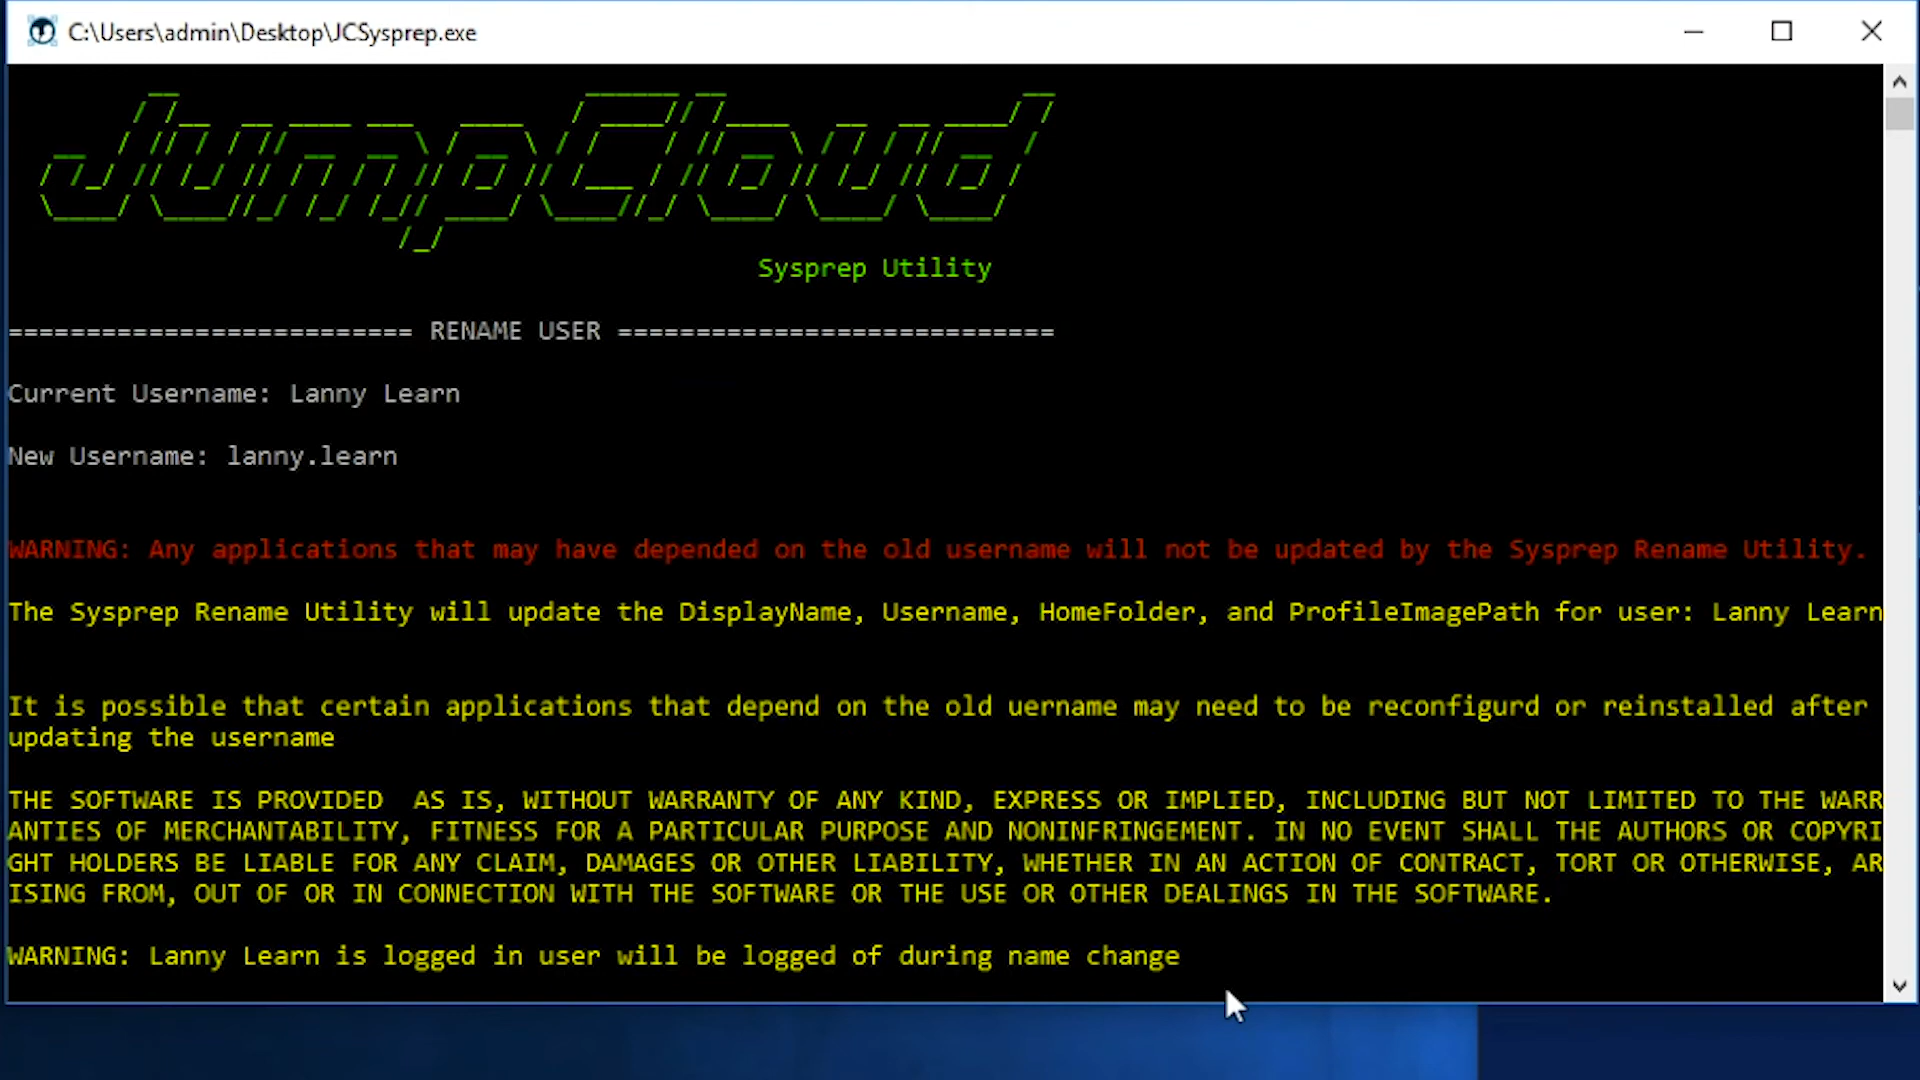 C:\Users\admin\Desktop\JCSysprep.exe
JumpCloud
Sysprep Utility
========================== RENAME USER ============================
Current Username: Lanny Learn
New Username: lanny.learn
WARNING: Any applications that may have depended on the old username will not be updated by the Sysprep Rename Utility.
The Sysprep Rename Utility will update the DisplayName, Username, HomeFolder, and ProfileImagePath for user: Lanny Learn
It is possible that certain applications that depend on the old uername may need to be reconfigurd or reinstalled after
updating the username
THE SOFTWARE IS PROVIDED  AS IS, WITHOUT WARRANTY OF ANY KIND, EXPRESS OR IMPLIED, INCLUDING BUT NOT LIMITED TO THE WARR
ANTIES OF MERCHANTABILITY, FITNESS FOR A PARTICULAR PURPOSE AND NONINFRINGEMENT. IN NO EVENT SHALL THE AUTHORS OR COPYRI
GHT HOLDERS BE LIABLE FOR ANY CLAIM, DAMAGES OR OTHER LIABILITY, WHETHER IN AN ACTION OF CONTRACT, TORT OR OTHERWISE, AR
ISING FROM, OUT OF OR IN CONNECTION WITH THE SOFTWARE OR THE USE OR OTHER DEALINGS IN THE SOFTWARE.
WARNING: Lanny Learn is logged in user will be logged of during name change